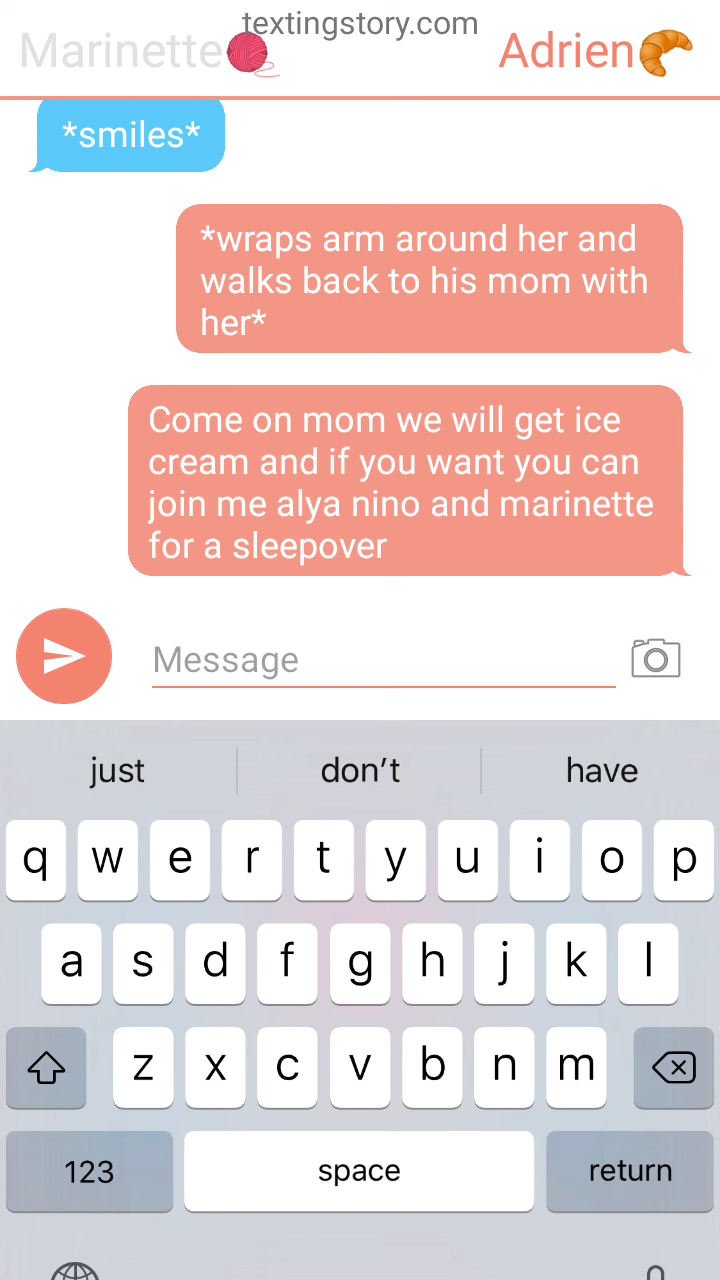 textingstory.com
Marinette🧶 Adrien🥐
*smiles*
*wraps arm around her and
walks back to his mom with
her*
Come on mom we will get ice
cream and if you want you can
join me alya nino and marinette
for a sleepover
Message
just don't have
q w e r t y u i o p
a s d f g h j k l
z x c v b n m
123 space return